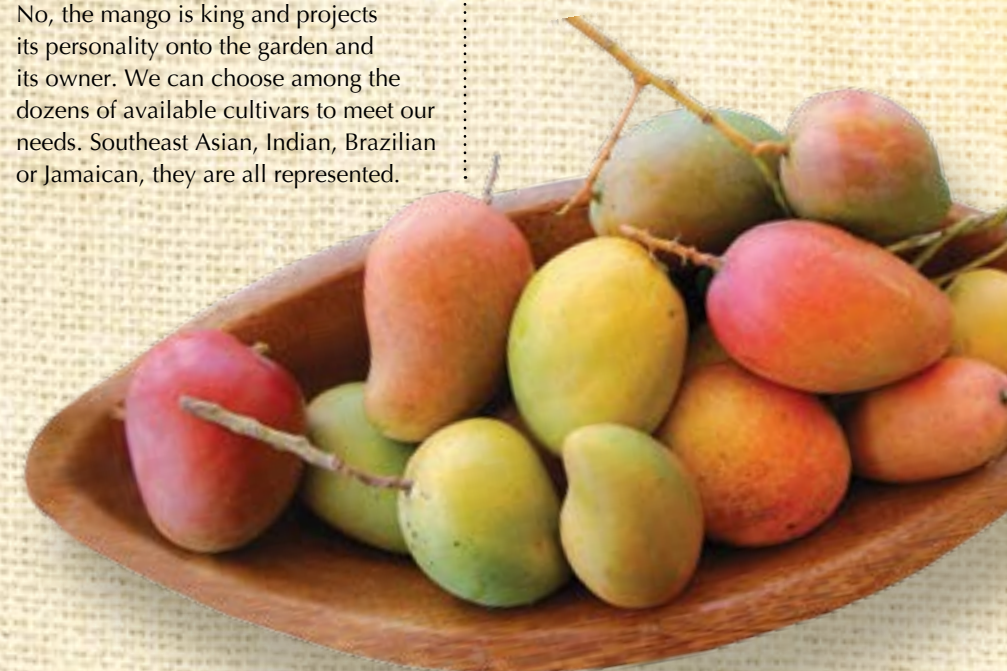 No, the mango is king and projects
its personality onto the garden and
its owner. We can choose among the
dozens of available cultivars to meet our
needs. Southeast Asian, Indian, Brazilian
or Jamaican, they are all represented.